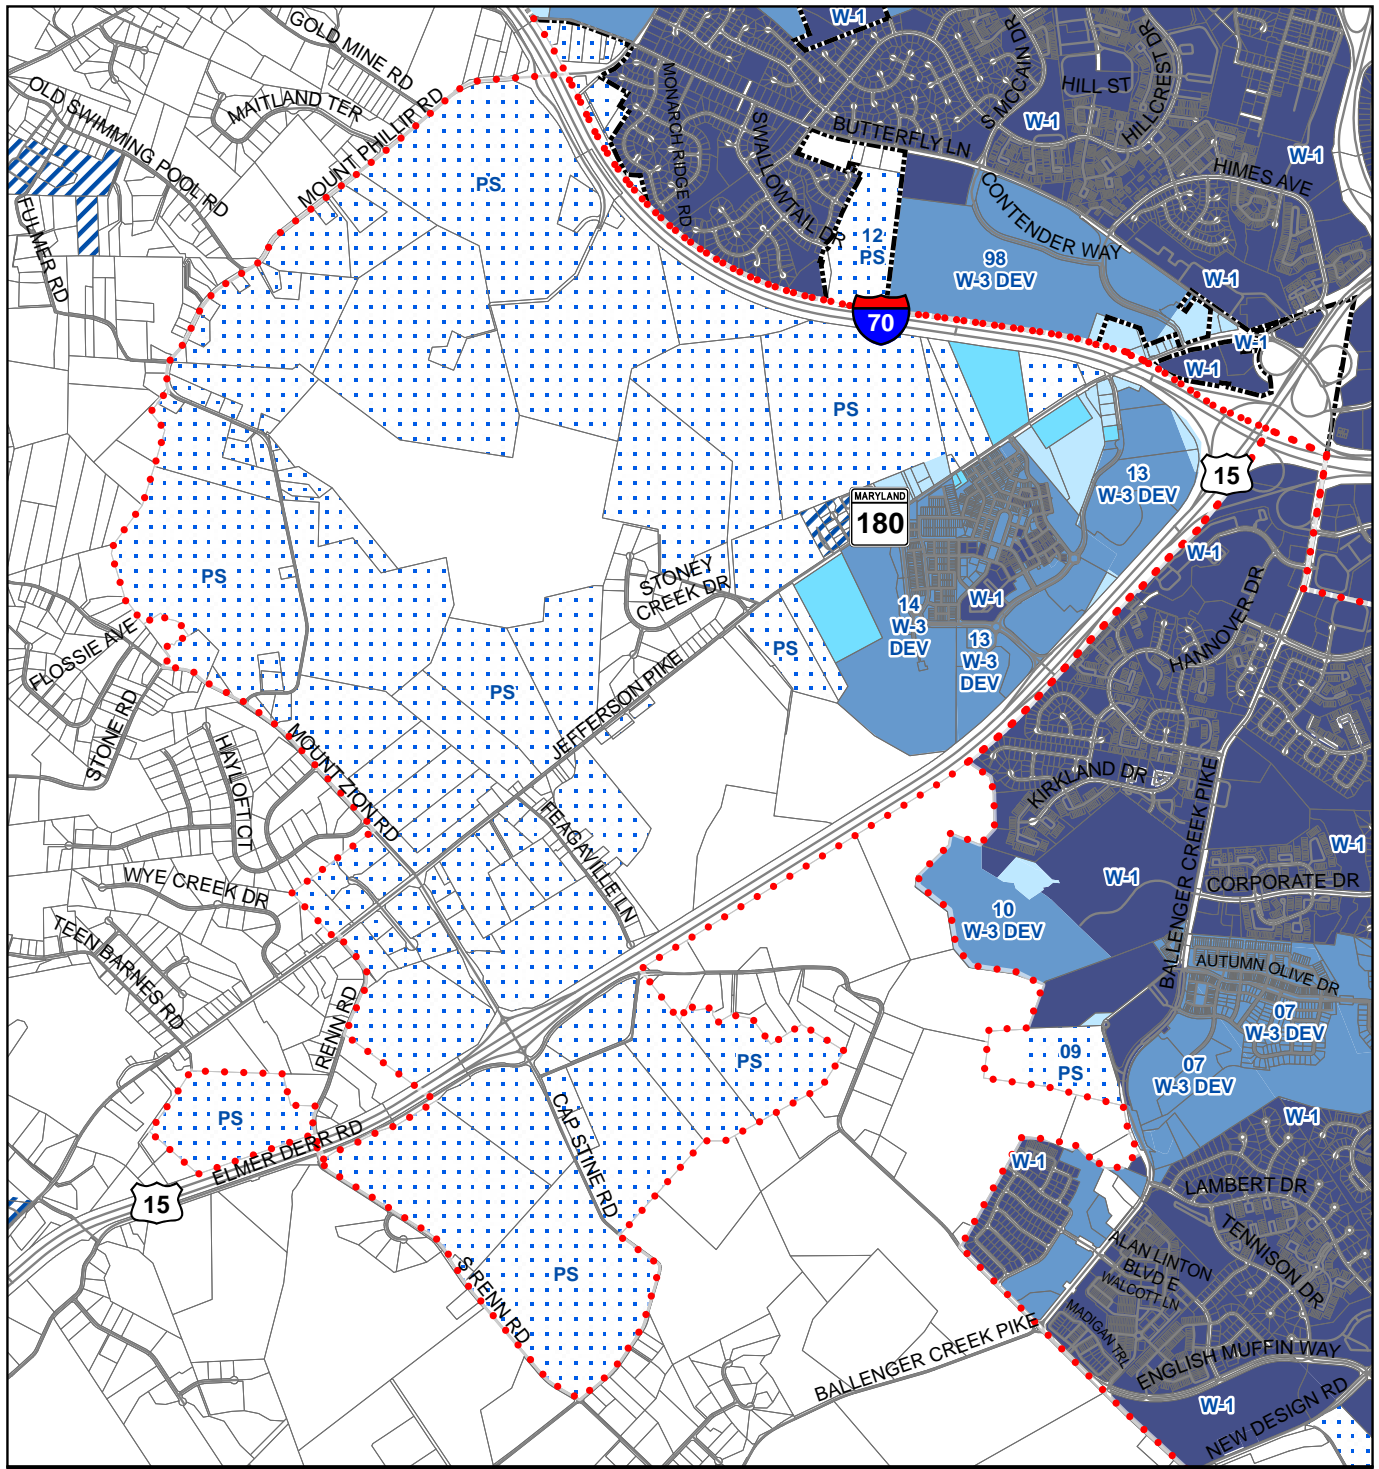 W-1
GOLD MINE RD
S MCCAIN DR
HILL ST
HILLCREST DR
OLD SWIMMING POOL RD
MAITLAND TER
MOUNT PHILLIP RD
MONARCH RIDGE RD
SWALLOWTAIL DR
BUTTERFLY LN
W-1
W-1
HIMES AVE
PS
FULMER RD
CONTENDER WAY
12
PS
98
W-3 DEV
W-1
70
W-1
W-1
PS
13
W-3 DEV
15
MARYLAND
180
W-1
PS
STONEY
CREEK DR
W-1
14
W-3
DEV
13
W-3
DEV
HANNOVER DR
FLOSSIE AVE
PS
PS
JEFFERSON PIKE
STONE RD
HAYLOFT CT
MOUNT ZION RD
KIRKLAND DR
BALLENGER CREEK PIKE
FEAGAVILLE LN
W-1
W-1
CORPORATE DR
WYE CREEK DR
10
W-3 DEV
TEEN BARNES RD
AUTUMN OLIVE DR
RENN RD
07
W-3 DEV
PS
09
PS
07
W-3 DEV
PS
W-1
CAP STINE RD
ELMER DERR RD
W-1
LAMBERT DR
15
TENNISON DR
ALAN LINTON
BLVD E
WALCOTT LN
PS
S RENN RD
MADIGAN TRL
BALLENGER CREEK PIKE
ENGLISH MUFFIN WAY
W-1
NEW DESIGN RD